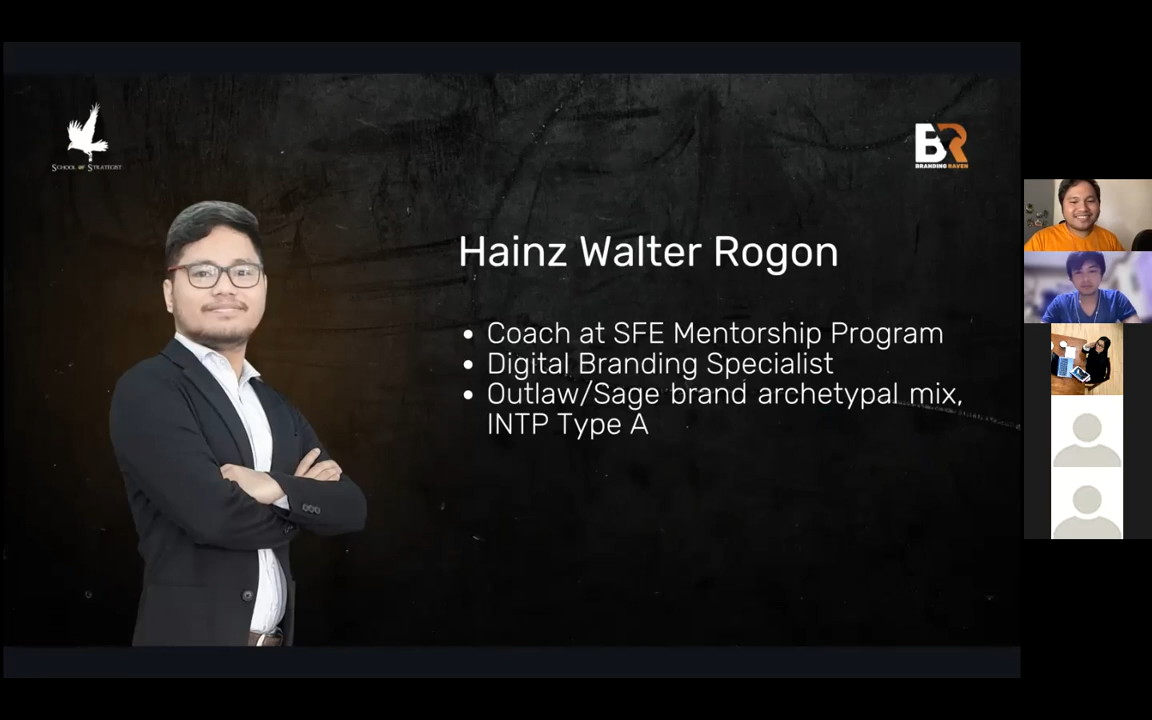 School of Strategist
BR
BRANDING RAVEN
Hainz Walter Rogon
• Coach at SFE Mentorship Program
• Digital Branding Specialist
• Outlaw/Sage brand archetypal mix,
INTP Type A